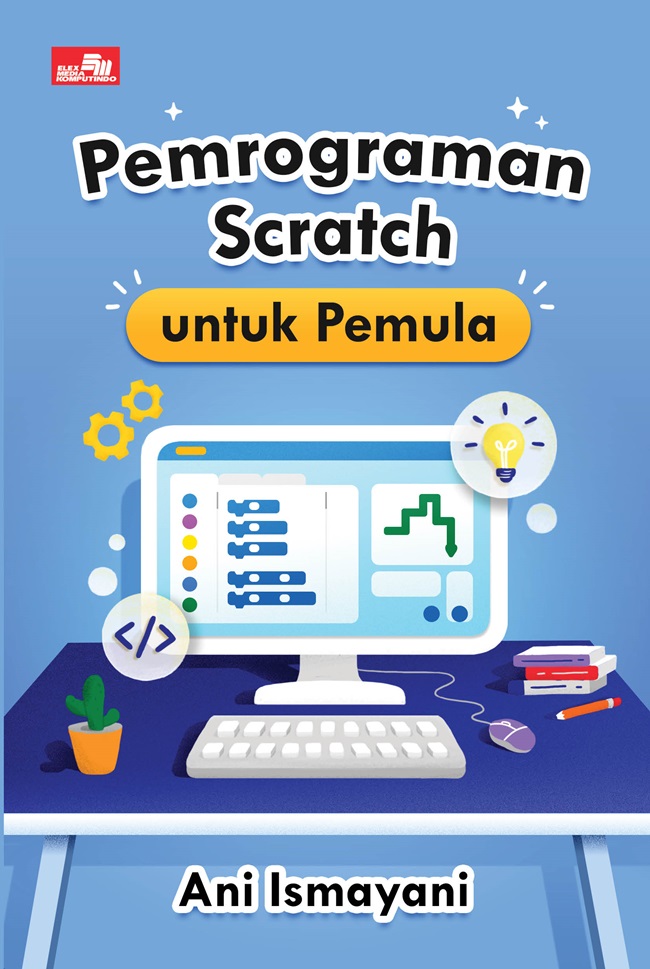 ELEX
MEDIA
KOMPUTINDO
Pemrograman
Scratch
untuk Pemula
</>
Ani Ismayani